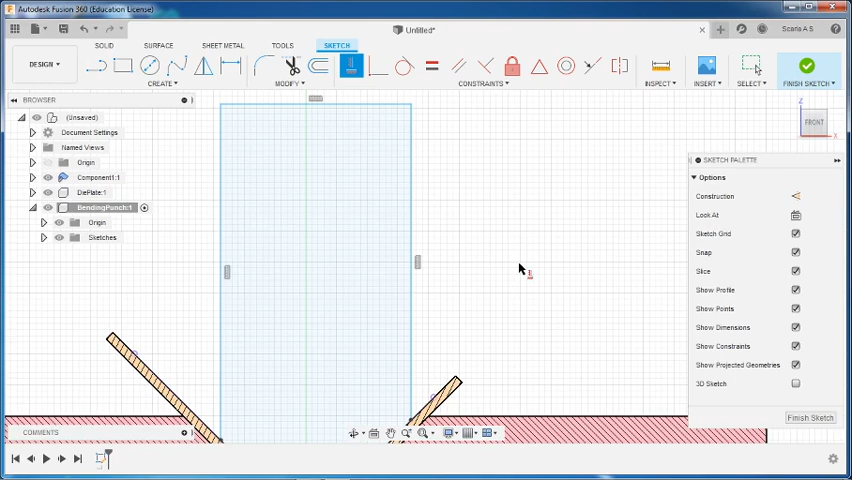 Autodesk Fusion 360 (Education License)
Untitled*
Scaria A S
SOLID SURFACE SHEET METAL TOOLS SKETCH
DESIGN
CREATE MODIFY CONSTRAINTS INSPECT INSERT SELECT FINISH SKETCH
BROWSER
(Unsaved)
Document Settings
Named Views
Origin
Component1:1
DiePlate:1
BendingPunch:1
Origin
Sketches
Z
FRONT
X
SKETCH PALETTE
Options
Construction
Look At
Sketch Grid
Snap
Slice
Show Profile
Show Points
Show Dimensions
Show Constraints
Show Projected Geometries
3D Sketch
Finish Sketch
COMMENTS